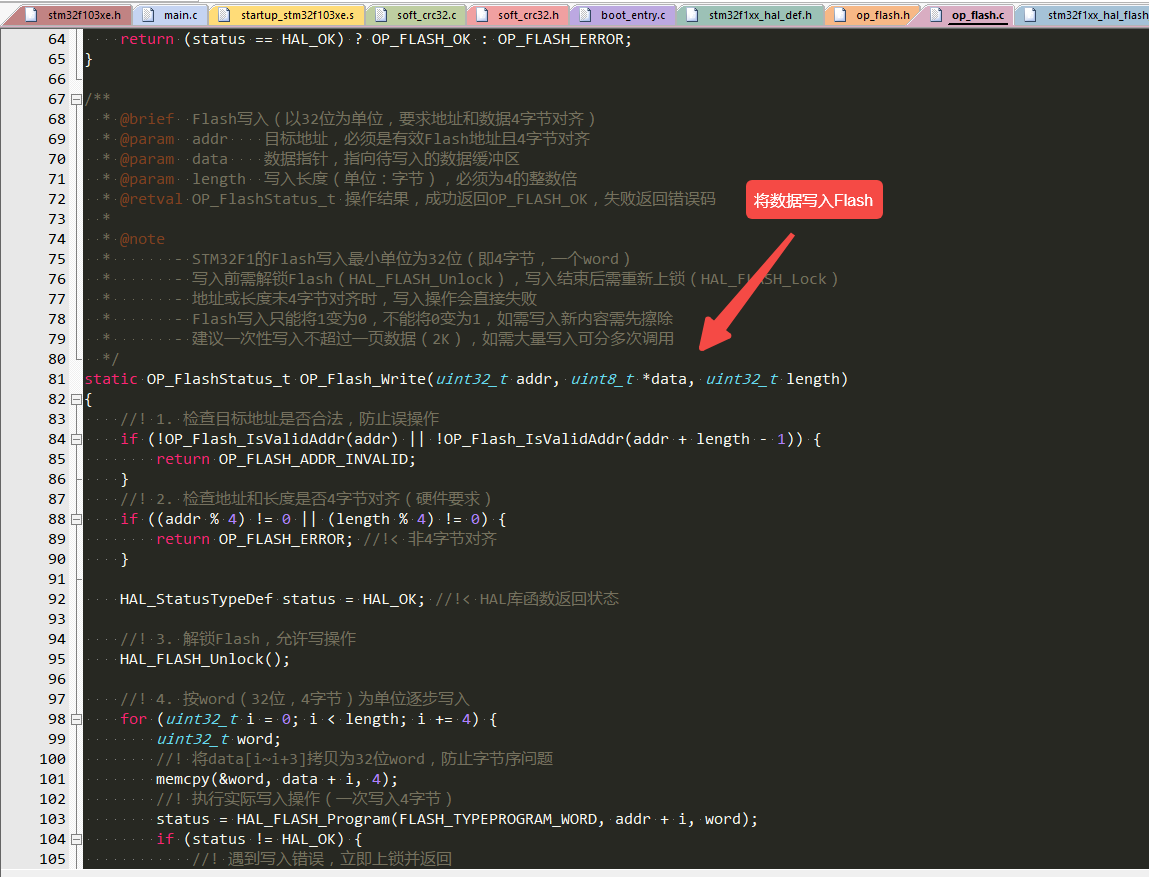 stm32f103xe.h main.c startup_stm32f103xe.s soft_crc32.c soft_crc32.h boot_entry.c stm32f1xx_hal_def.h op_flash.h op_flash.c stm32f1xx_hal_flash
64 return (status == HAL_OK) ? OP_FLASH_OK : OP_FLASH_ERROR;
65 }
66
67 /**
68 * @brief Flash写入（以32位为单位，要求地址和数据4字节对齐）
69 * @param addr 目标地址，必须是有效Flash地址且4字节对齐
70 * @param data 数据指针，指向待写入的数据缓冲区
71 * @param length 写入长度（单位：字节），必须为4的整数倍
72 * @retval OP_FlashStatus_t 操作结果，成功返回OP_FLASH_OK，失败返回错误码
将数据写入Flash
73 *
74 * @note
75 * - STM32F1的Flash写入最小单位为32位（即4字节，一个word）
76 * - 写入前需解锁Flash（HAL_FLASH_Unlock），写入结束后需重新上锁（HAL_FLASH_Lock）
77 * - 地址或长度未4字节对齐时，写入操作会直接失败
78 * - Flash写入只能将1变为0，不能将0变为1，如需写入新内容需先擦除
79 * - 建议一次性写入不超过一页数据（2K），如需大量写入可分多次调用
80 */
81 static OP_FlashStatus_t OP_Flash_Write(uint32_t addr, uint8_t *data, uint32_t length)
82 {
83 //! 1. 检查目标地址是否合法，防止误操作
84 if (!OP_Flash_IsValidAddr(addr) || !OP_Flash_IsValidAddr(addr + length - 1)) {
85 return OP_FLASH_ADDR_INVALID;
86 }
87 //! 2. 检查地址和长度是否4字节对齐（硬件要求）
88 if ((addr % 4) != 0 || (length % 4) != 0) {
89 return OP_FLASH_ERROR; //!< 非4字节对齐
90 }
91
92 HAL_StatusTypeDef status = HAL_OK; //!< HAL库函数返回状态
93
94 //! 3. 解锁Flash，允许写操作
95 HAL_FLASH_Unlock();
96
97 //! 4. 按word（32位，4字节）为单位逐步写入
98 for (uint32_t i = 0; i < length; i += 4) {
99 uint32_t word;
100 //! 将data[i~i+3]拷贝为32位word，防止字节序问题
101 memcpy(&word, data + i, 4);
102 //! 执行实际写入操作（一次写入4字节）
103 status = HAL_FLASH_Program(FLASH_TYPEPROGRAM_WORD, addr + i, word);
104 if (status != HAL_OK) {
105 //! 遇到写入错误，立即上锁并返回